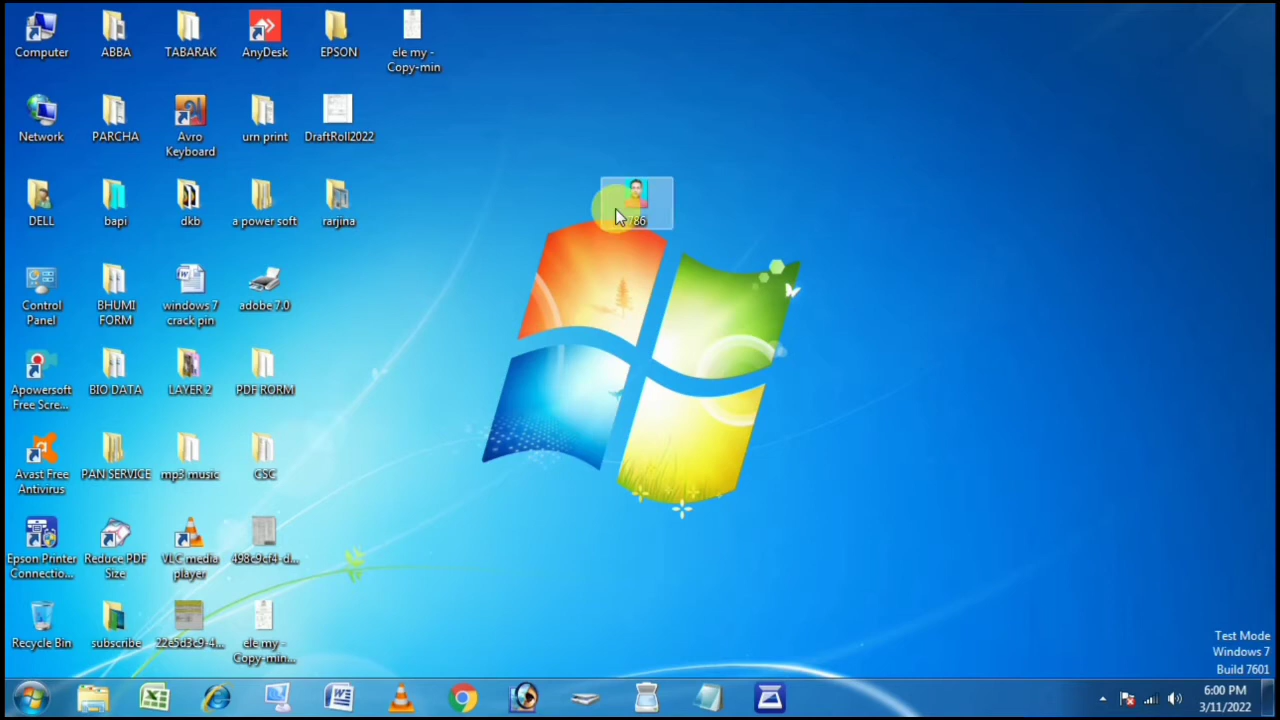 Computer
ABBA
TABARAK
AnyDesk
EPSON
ele my -
Copy-min
Network
PARCHA
Avro
Keyboard
urn print
DraftRoll2022
DELL
bapi
dkb
a power soft
rarjina
786
Control
Panel
BHUMI
FORM
windows 7
crack pin
adobe 7.0
Apowersoft
Free Scre...
BIO DATA
LAYER 2
PDF RORM
Avast Free
Antivirus
PAN SERVICE
mp3 music
CSC
Epson Printer
Connectio...
Reduce PDF
Size
VLC media
player
498c9cf4-d...
Recycle Bin
subscribe
22e5d3c9-4...
ele my -
Copy-min...
Test Mode
Windows 7
Build 7601
6:00 PM
3/11/2022